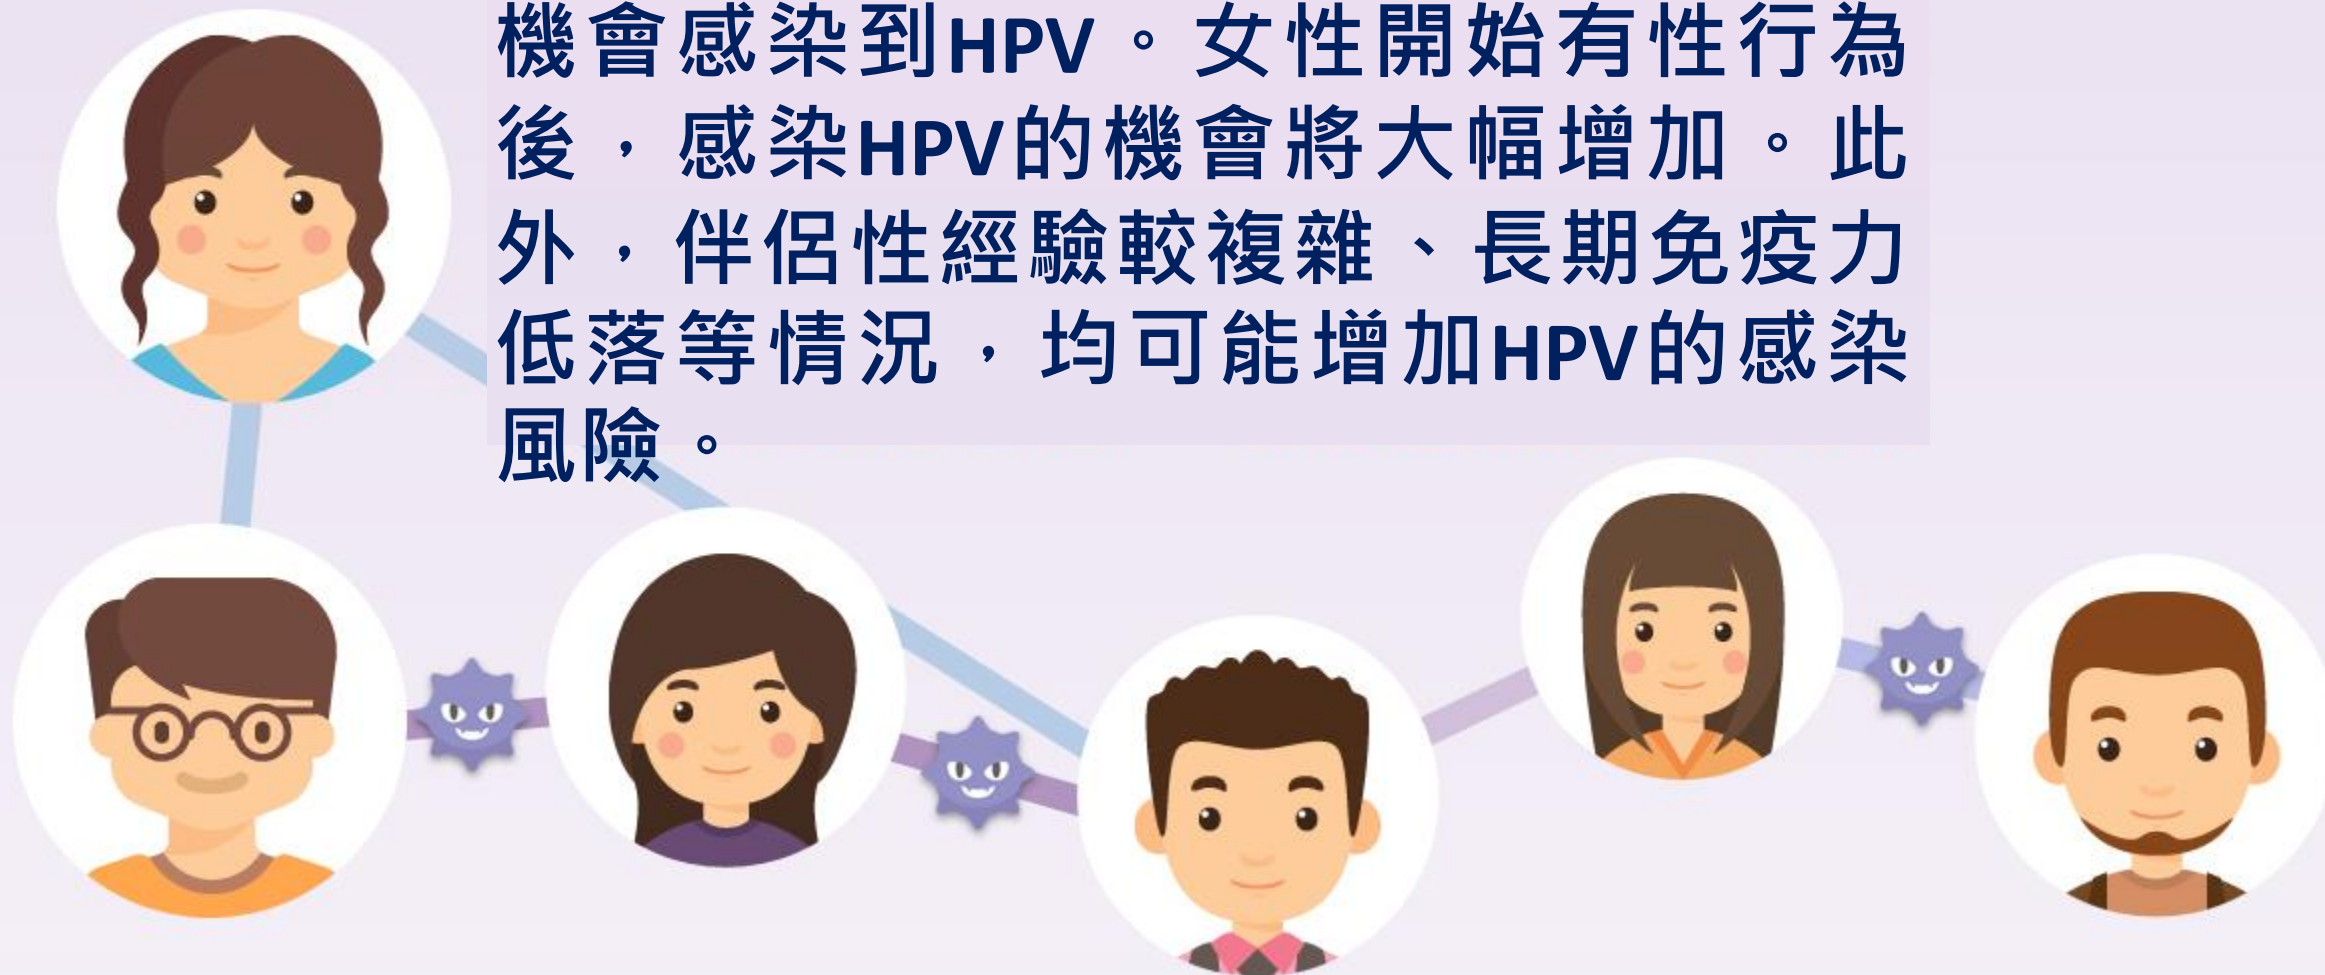 機會感染到HPV。女性開始有性行為
後，感染HPV的機會將大幅增加。此
外，伴侶性經驗較複雜、長期免疫力
低落等情況，均可能增加HPV的感染
風險。